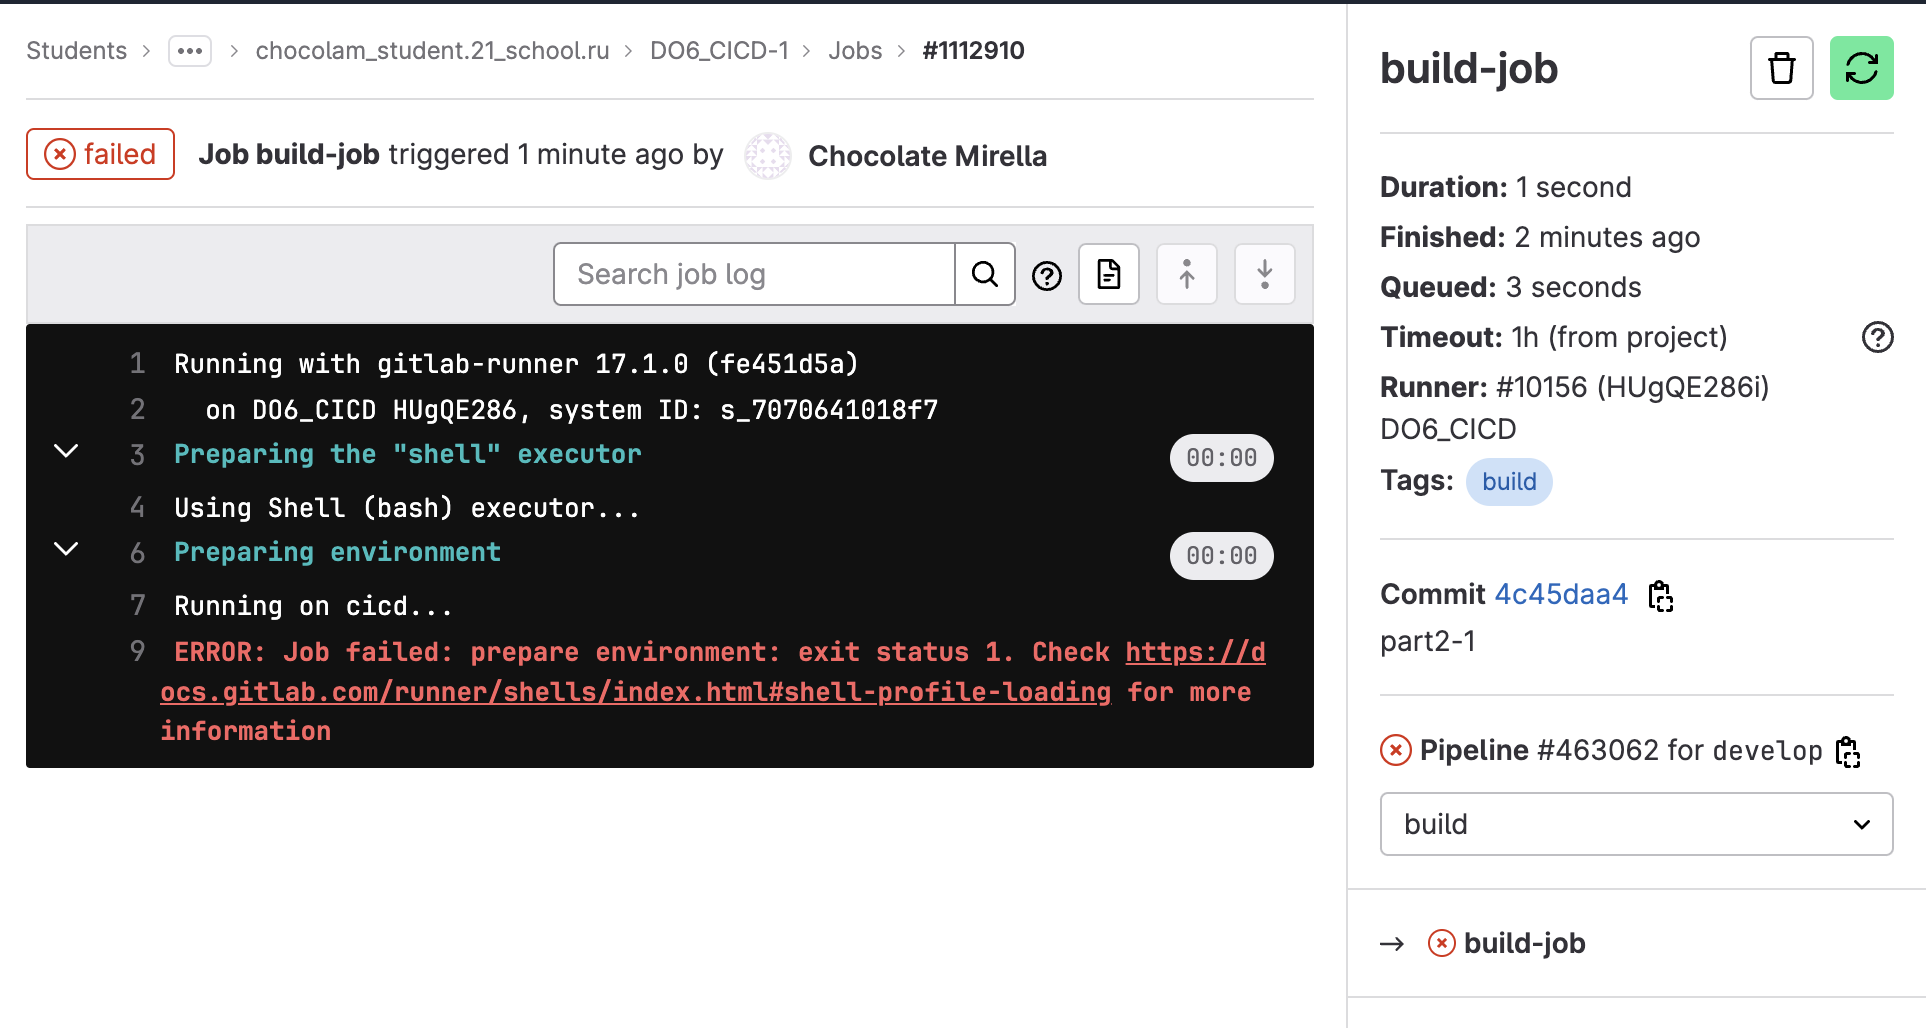 Students > ••• > chocolam_student.21_school.ru > DO6_CICD-1 > Jobs > #1112910
failed Job build-job triggered 1 minute ago by Chocolate Mirella
Search job log
1 Running with gitlab-runner 17.1.0 (fe451d5a)
2 on DO6_CICD HUgQE286, system ID: s_7070641018f7
3 Preparing the "shell" executor 00:00
4 Using Shell (bash) executor...
6 Preparing environment 00:00
7 Running on cicd...
9 ERROR: Job failed: prepare environment: exit status 1. Check https://d
ocs.gitlab.com/runner/shells/index.html#shell-profile-loading for more
information
build-job
Duration: 1 second
Finished: 2 minutes ago
Queued: 3 seconds
Timeout: 1h (from project)
Runner: #10156 (HUgQE286i)
DO6_CICD
Tags: build
Commit 4c45daa4
part2-1
Pipeline #463062 for develop
build
→ build-job